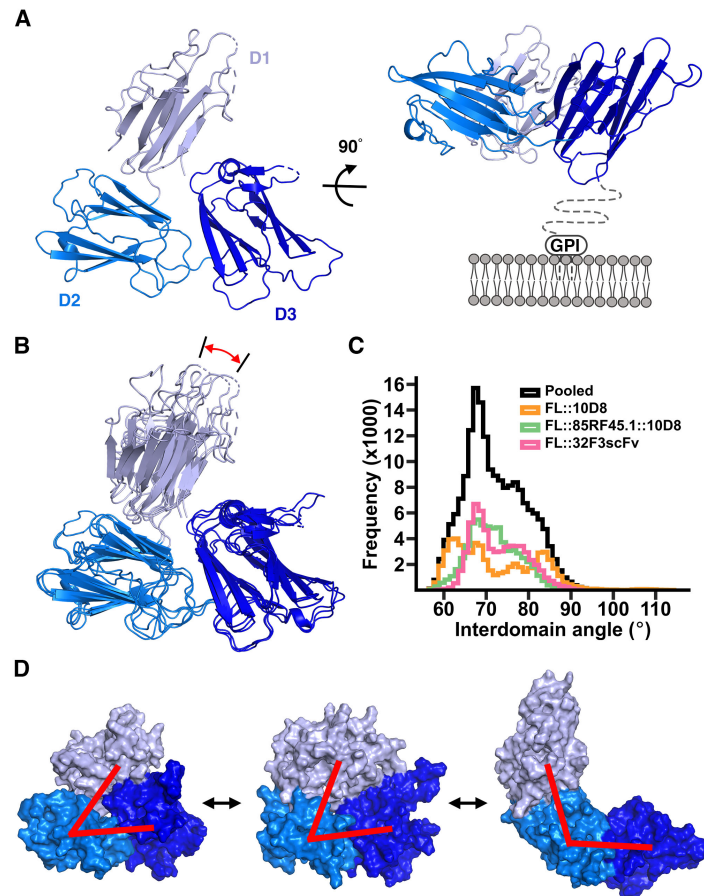 A
D1
D2
D3
90°
GPI
B
C
Frequency (x1000)
16
14
12
10
8
6
4
2
Pooled
FL::10D8
FL::85RF45.1::10D8
FL::32F3scFv
60 70 80 90 100 110
Interdomain angle (°)
D